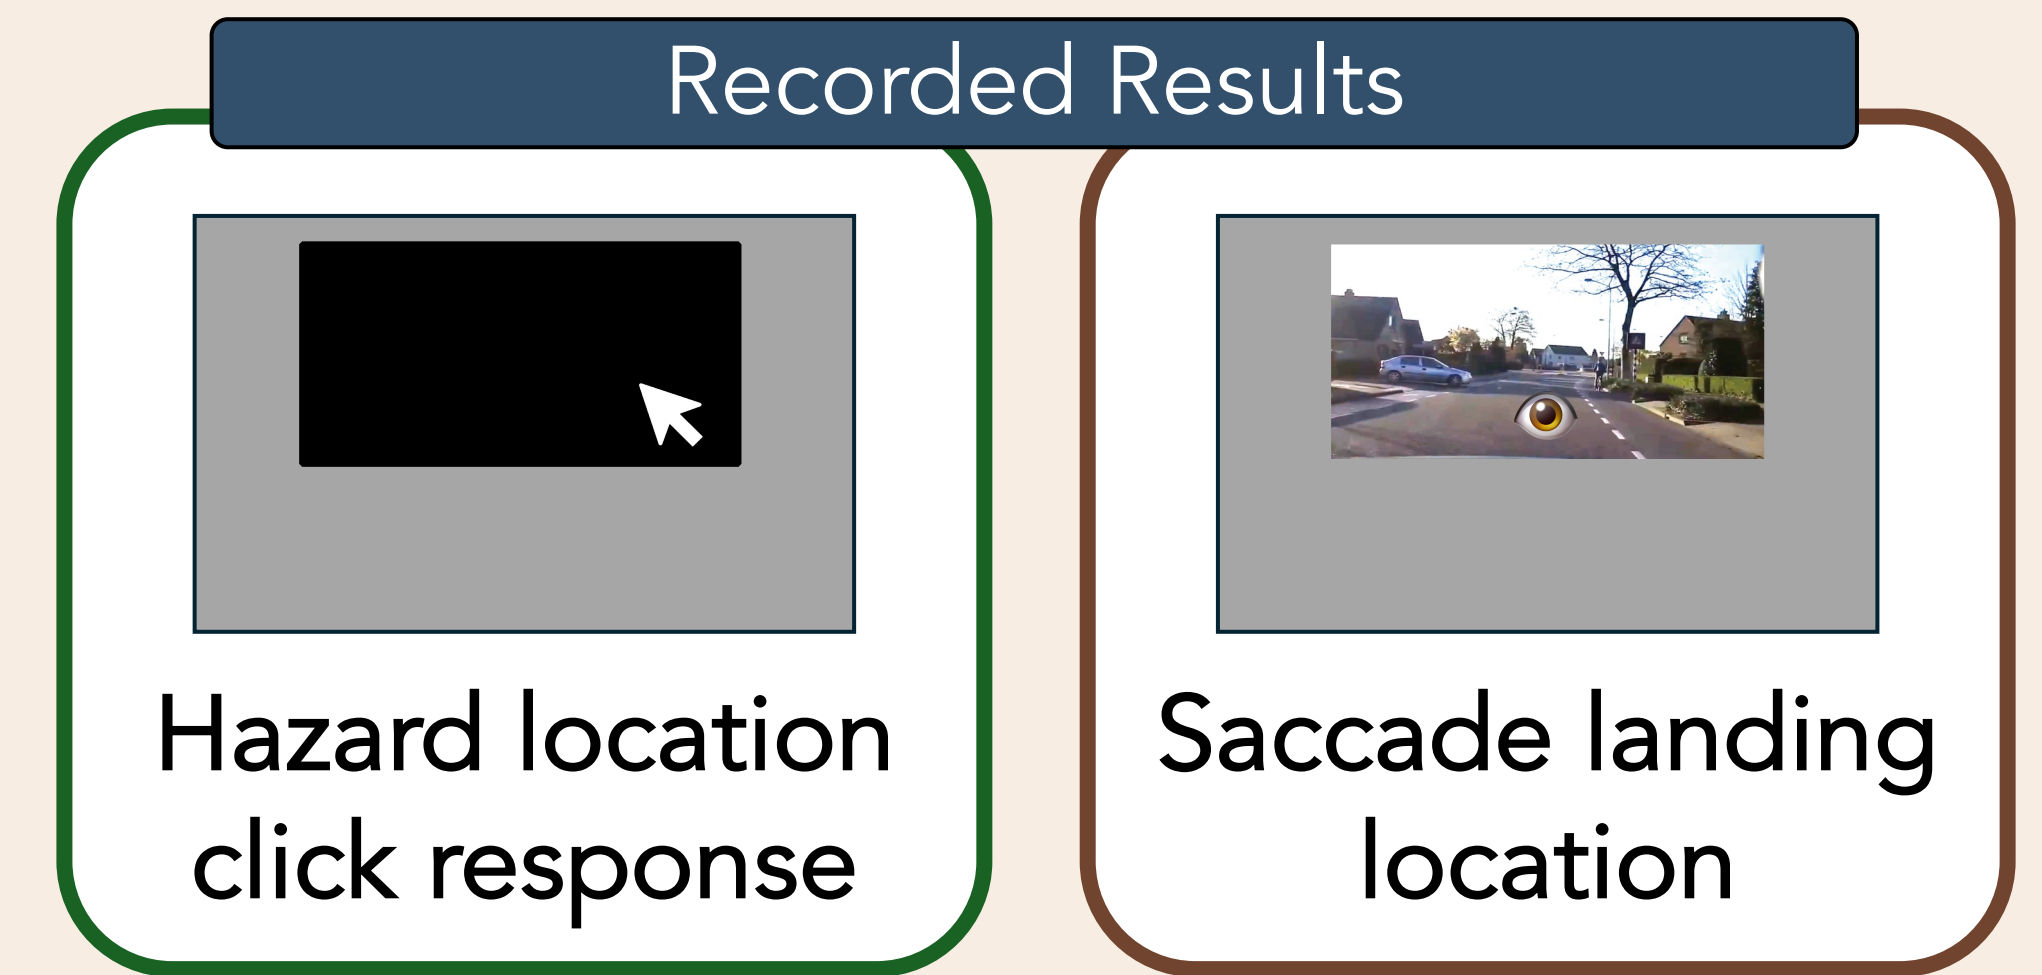 Recorded Results
Hazard location
click response
Saccade landing
location